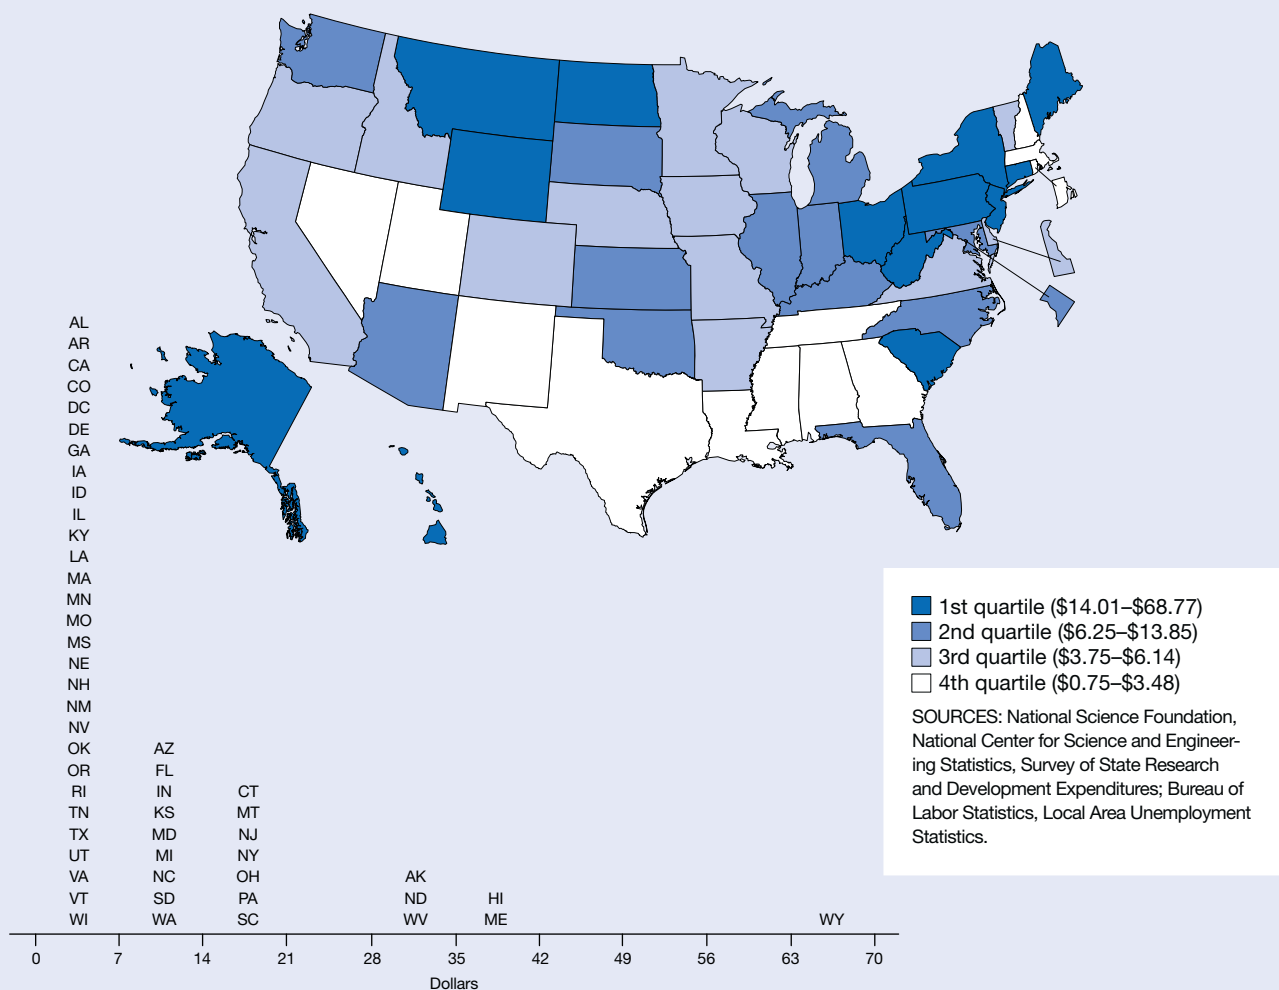 AL
AR
CA
CO
DC
DE
GA
IA
ID
IL
KY
LA
MA
MN
MO
MS
NE
NH
NM
NV
OK AZ
OR FL
RI IN CT
TN KS MT
TX MD NJ
UT MI NY
VA NC OH AK
VT SD PA ND HI
WI WA SC WV ME WY
0 7 14 21 28 35 42 49 56 63 70
Dollars
1st quartile ($14.01–$68.77)
2nd quartile ($6.25–$13.85)
3rd quartile ($3.75–$6.14)
4th quartile ($0.75–$3.48)
SOURCES: National Science Foundation,
National Center for Science and Engineer-
ing Statistics, Survey of State Research
and Development Expenditures; Bureau of
Labor Statistics, Local Area Unemployment
Statistics.